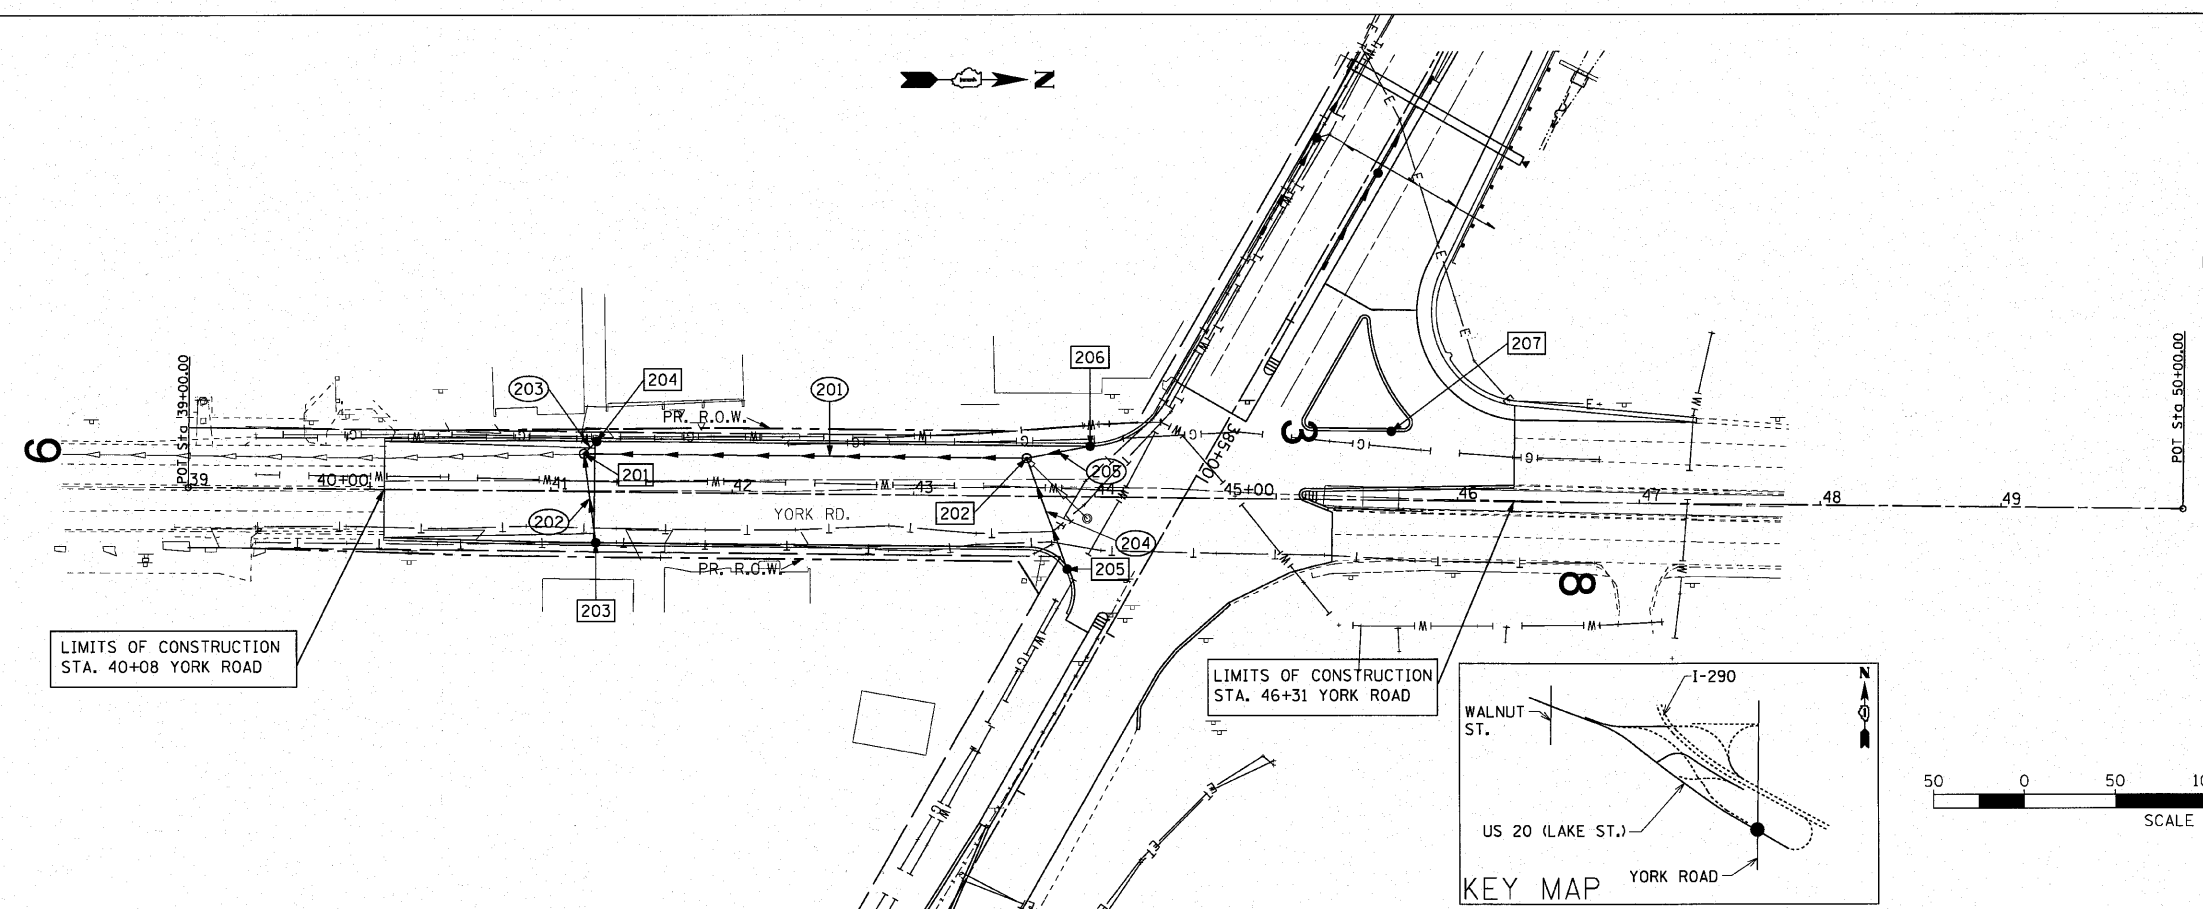 N
206
207
203
204
201
PR. R.O.W.
POT Sta 39+00.00
POT Sta 50+00.00
6
3
8
385+00
39
40+00
41
42
43
44
45+00
46
47
48
49
201
205
202
202
YORK RD.
204
205
PR. R.O.W.
203
LIMITS OF CONSTRUCTION
STA. 40+08 YORK ROAD
LIMITS OF CONSTRUCTION
STA. 46+31 YORK ROAD
I-290
N
WALNUT
ST.
US 20 (LAKE ST.)
YORK ROAD
KEY MAP
50
0
50
SCALE